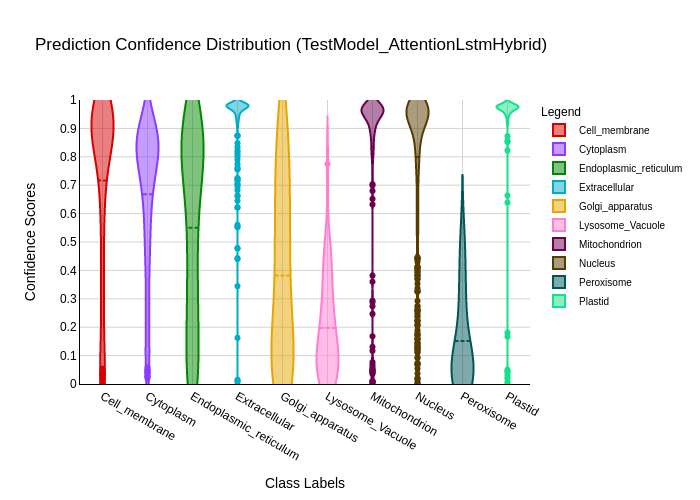 Prediction Confidence Distribution (TestModel_AttentionLstmHybrid)
Confidence Scores
1
0.9
0.8
0.7
0.6
0.5
0.4
0.3
0.2
0.1
0
Cell_membrane
Cytoplasm
Endoplasmic_reticulum
Extracellular
Golgi_apparatus
Lysosome_Vacuole
Mitochondrion
Nucleus
Peroxisome
Plastid
Class Labels
Legend
Cell_membrane
Cytoplasm
Endoplasmic_reticulum
Extracellular
Golgi_apparatus
Lysosome_Vacuole
Mitochondrion
Nucleus
Peroxisome
Plastid